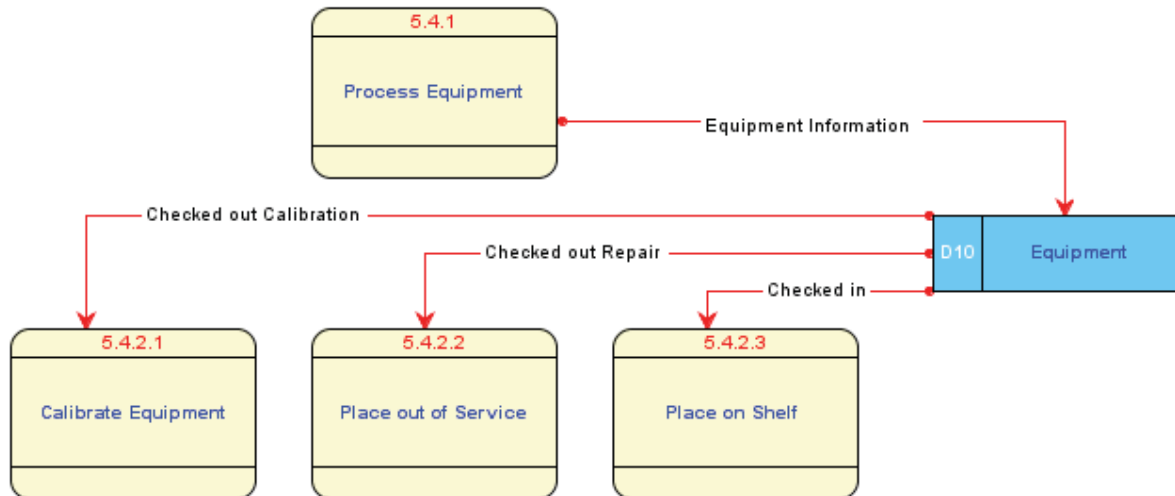 5.4.1
Process Equipment
Equipment Information
Checked out Calibration
D10
Equipment
Checked out Repair
Checked in
5.4.2.1
5.4.2.2
5.4.2.3
Calibrate Equipment
Place out of Service
Place on Shelf